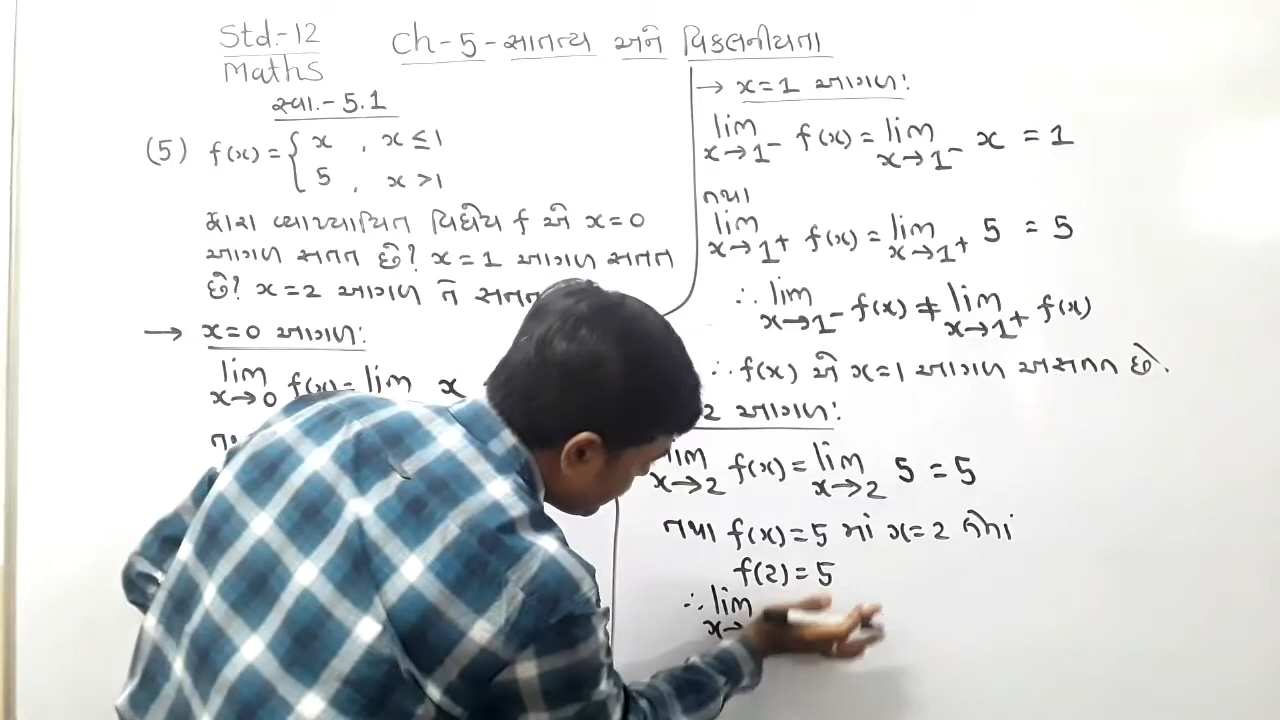 Std.-12
Maths
Ch-5-સાતત્ય અને વિકલનીયતા
સ્વા.-5.1
(5) f(x) = { x , x ≤ 1
5 , x > 1
દ્વારા વ્યાખ્યાયિત વિધેય f એ x=0
આગળ સતત છે? x=1 આગળ સતત
છે? x=2 આગળ તે સતત
→ x=0 આગળ:
lim x→0 f(x) = lim x
→ x=1 આગળ:
lim x→1⁻ f(x) = lim x→1⁻ x = 1
તથા
lim x→1⁺ f(x) = lim x→1⁺ 5 = 5
∴ lim x→1⁻ f(x) ≠ lim x→1⁺ f(x)
∴ f(x) એ x=1 આગળ અસતત છે.
2 આગળ:
lim x→2 f(x) = lim x→2 5 = 5
તથા f(x) = 5 માં x=2 લેતાં
f(2) = 5
∴ lim x→